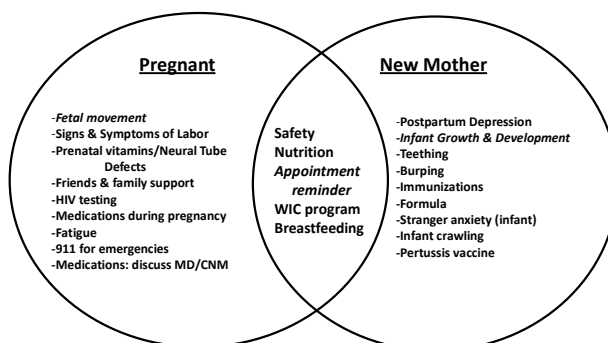 Pregnant
-Fetal movement
-Signs & Symptoms of Labor
-Prenatal vitamins/Neural Tube
Defects
-Friends & family support
-HIV testing
-Medications during pregnancy
-Fatigue
-911 for emergencies
-Medications: discuss MD/CNM
Safety
Nutrition
Appointment
reminder
WIC program
Breastfeeding
New Mother
-Postpartum Depression
-Infant Growth & Development
-Teething
-Burping
-Immunizations
-Formula
-Stranger anxiety (infant)
-Infant crawling
-Pertussis vaccine